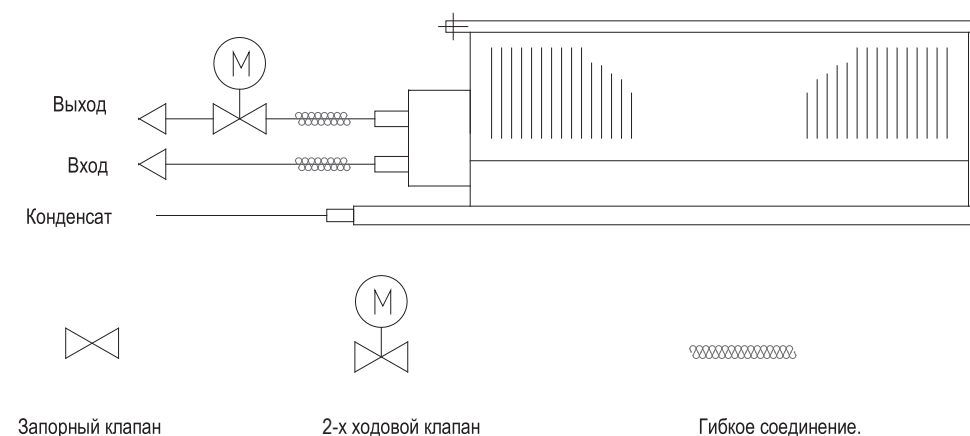 M
Выход
Вход
Конденсат
M
Запорный клапан
2-х ходовой клапан
Гибкое соединение.